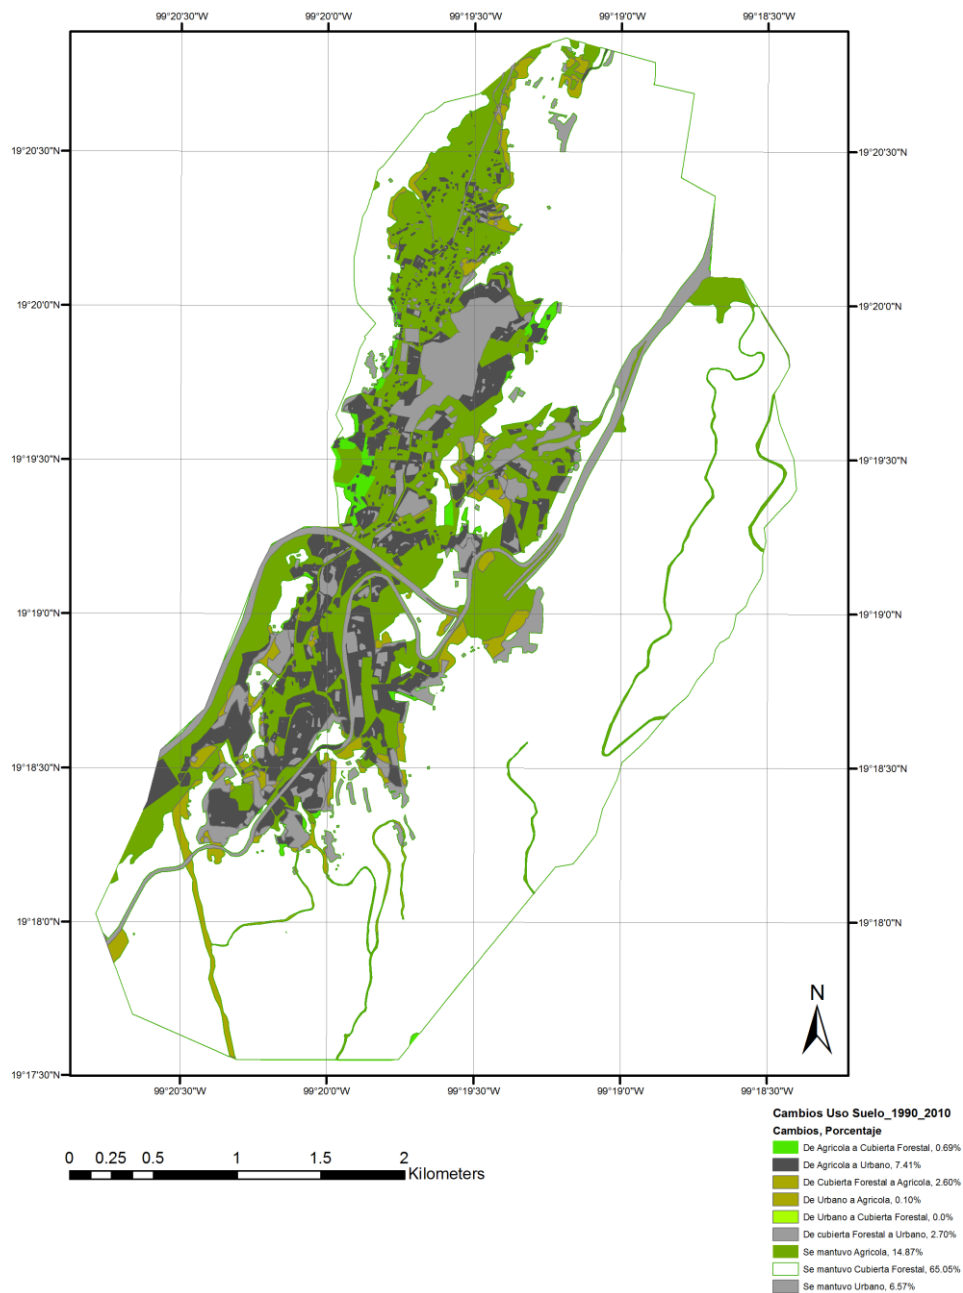 99°20'30"W 99°20'0"W 99°19'30"W 99°19'0"W 99°18'30"W
19°20'30"N 19°20'30"N
19°20'0"N 19°20'0"N
19°19'30"N 19°19'30"N
19°19'0"N 19°19'0"N
19°18'30"N 19°18'30"N
19°18'0"N 19°18'0"N
N
19°17'30"N 19°17'30"N
99°20'30"W 99°20'0"W 99°19'30"W 99°19'0"W 99°18'30"W
0 0.25 0.5 1 1.5 2
Kilometers
Cambios Uso Suelo_1990_2010
Cambios, Porcentaje
De Agricola a Cubierta Forestal, 0.69%
De Agricola a Urbano, 7.41%
De Cubierta Forestal a Agricola, 2.60%
De Urbano a Agricola, 0.10%
De Urbano a Cubierta Forestal, 0.0%
De cubierta Forestal a Urbano, 2.70%
Se mantuvo Agricola, 14.87%
Se mantuvo Cubierta Forestal, 65.05%
Se mantuvo Urbano, 6.57%